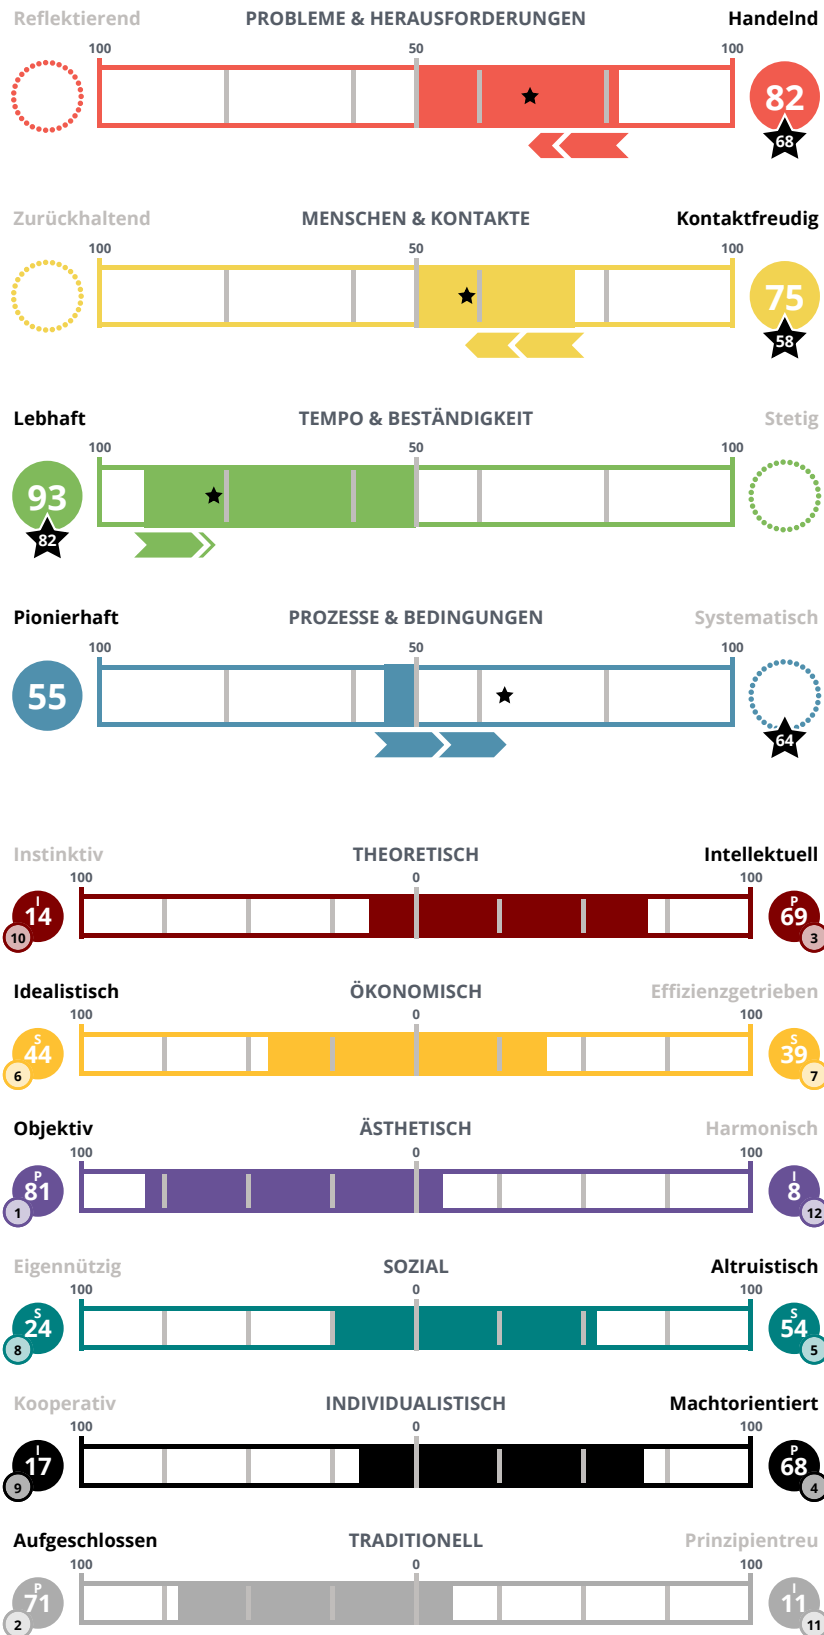 Reflektierend PROBLEME & HERAUSFORDERUNGEN Handelnd
100 50 100
82
68
Zurückhaltend MENSCHEN & KONTAKTE Kontaktfreudig
100 50 100
75
58
Lebhaft TEMPO & BESTÄNDIGKEIT Stetig
100 50 100
93
82
Pionierhaft PROZESSE & BEDINGUNGEN Systematisch
100 50 100
55
64
Instinktiv THEORETISCH Intellektuell
100 0 100
I P
14 69
10 3
Idealistisch ÖKONOMISCH Effizienzgetrieben
100 0 100
S S
44 39
6 7
Objektiv ÄSTHETISCH Harmonisch
100 0 100
P I
81 8
1 12
Eigennützig SOZIAL Altruistisch
100 0 100
S S
24 54
8 5
Kooperativ INDIVIDUALISTISCH Machtorientiert
100 0 100
I P
17 68
9 4
Aufgeschlossen TRADITIONELL Prinzipientreu
100 0 100
P I
71 11
2 11